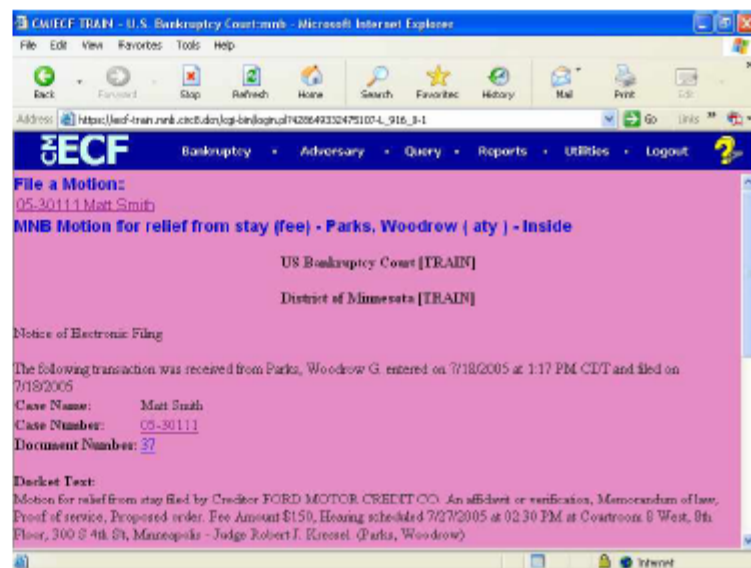 CM/ECF TRAIN - U.S. Bankruptcy Court:mnb - Microsoft Internet Explorer
File Edit View Favorites Tools Help
Back Forward Stop Refresh Home Search Favorites History Mail Print Edit
Address Go Links
CM ECF Bankruptcy Adversary Query Reports Utilities Logout ?
File a Motion::
05-30111 Matt Smith
MNB Motion for relief from stay (fee) - Parks, Woodrow ( aty ) - Inside
US Bankruptcy Court [TRAIN]
District of Minnesota [TRAIN]
Notice of Electronic Filing
The following transaction was received from Parks, Woodrow G. entered on 7/18/2005 at 1:17 PM CDT and filed on
7/18/2005
Case Name: Matt Smith
Case Number: 05-30111
Document Number: 37
Docket Text:
Motion for relief from stay filed by Creditor FORD MOTOR CREDIT CO. An affidavit or verification, Memorandum of law,
Proof of service, Proposed order. Fee Amount $150, Hearing scheduled 7/27/2005 at 02:30 PM at Courtroom 8 West, 8th
Floor, 300 S 4th St, Minneapolis - Judge Robert J. Kressel. (Parks, Woodrow)
Internet